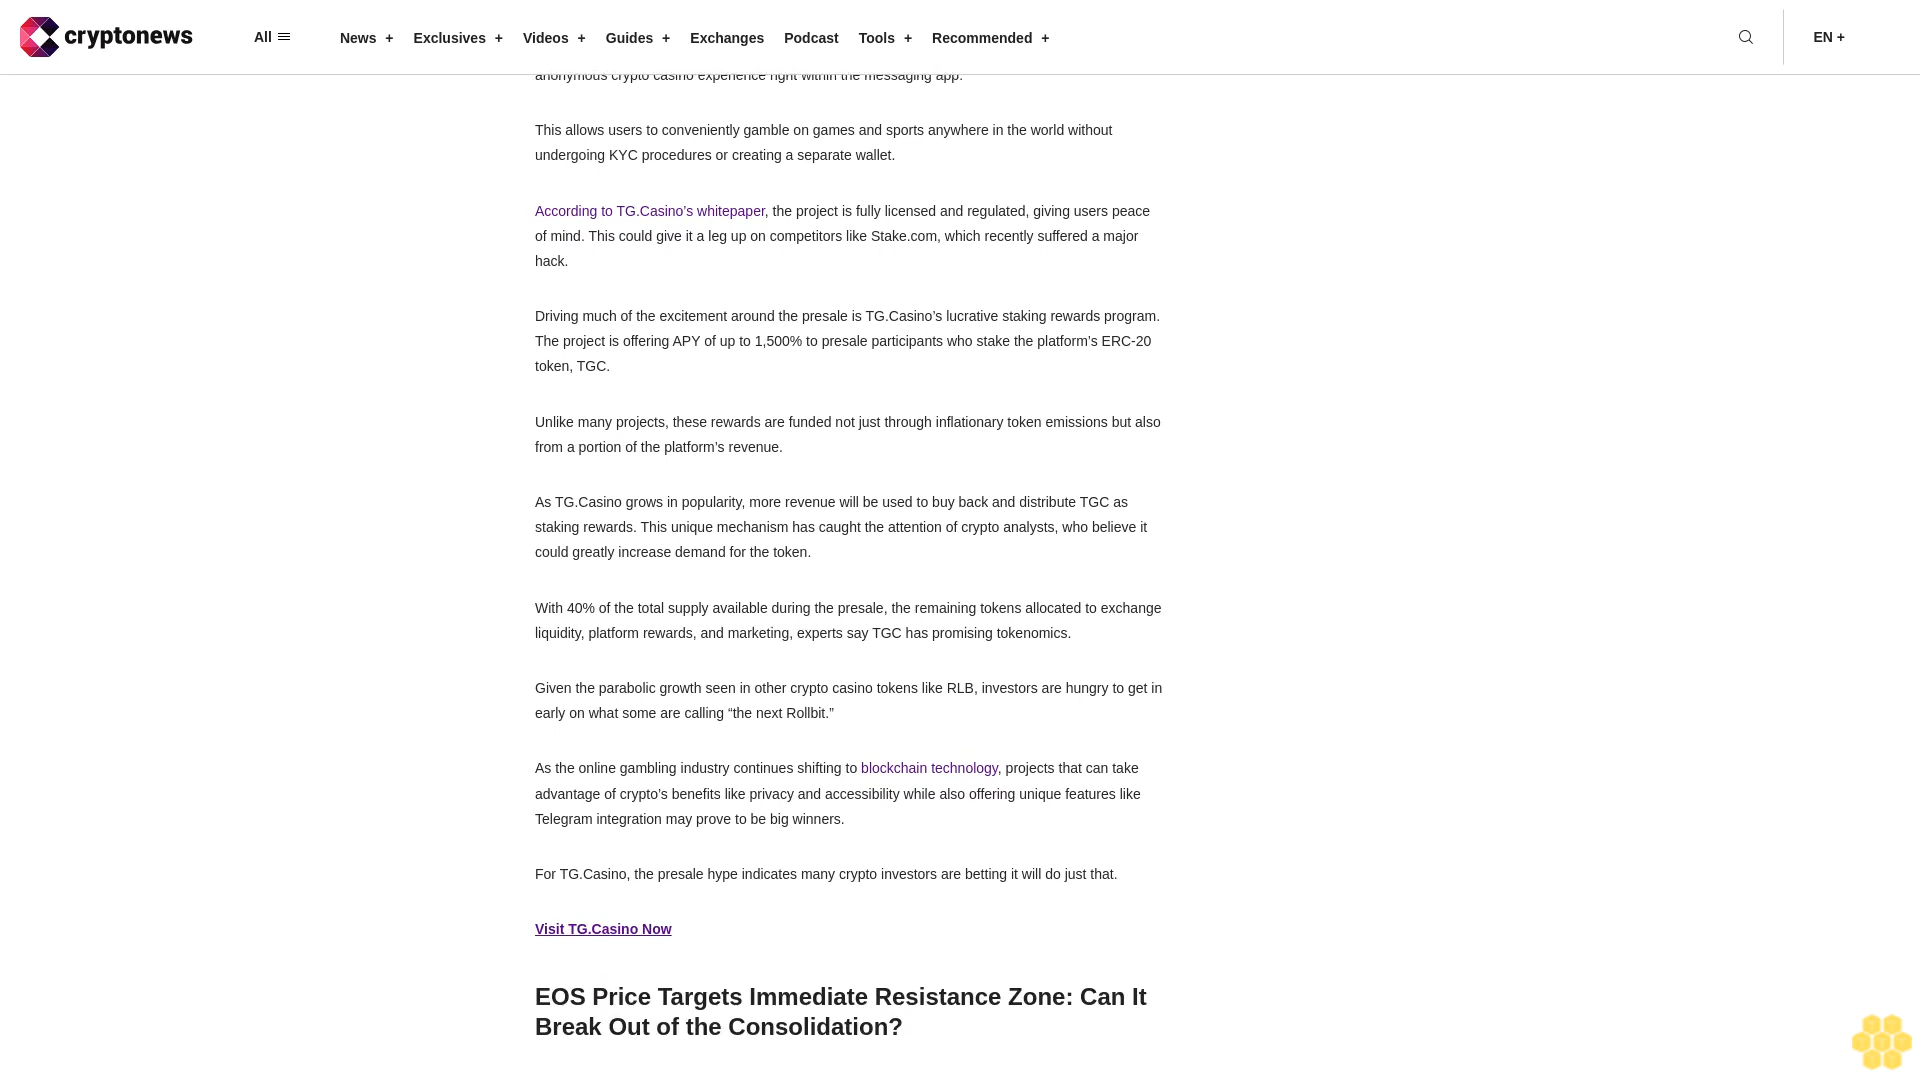 cryptonews
All
News +
Exclusives +
Videos +
Guides +
Exchanges
Podcast
Tools +
Recommended +
EN +
anonymous crypto casino experience right within the messaging app.
This allows users to conveniently gamble on games and sports anywhere in the world without
undergoing KYC procedures or creating a separate wallet.
According to TG.Casino’s whitepaper, the project is fully licensed and regulated, giving users peace
of mind. This could give it a leg up on competitors like Stake.com, which recently suffered a major
hack.
Driving much of the excitement around the presale is TG.Casino’s lucrative staking rewards program.
The project is offering APY of up to 1,500% to presale participants who stake the platform’s ERC-20
token, TGC.
Unlike many projects, these rewards are funded not just through inflationary token emissions but also
from a portion of the platform’s revenue.
As TG.Casino grows in popularity, more revenue will be used to buy back and distribute TGC as
staking rewards. This unique mechanism has caught the attention of crypto analysts, who believe it
could greatly increase demand for the token.
With 40% of the total supply available during the presale, the remaining tokens allocated to exchange
liquidity, platform rewards, and marketing, experts say TGC has promising tokenomics.
Given the parabolic growth seen in other crypto casino tokens like RLB, investors are hungry to get in
early on what some are calling “the next Rollbit.”
As the online gambling industry continues shifting to blockchain technology, projects that can take
advantage of crypto’s benefits like privacy and accessibility while also offering unique features like
Telegram integration may prove to be big winners.
For TG.Casino, the presale hype indicates many crypto investors are betting it will do just that.
Visit TG.Casino Now
EOS Price Targets Immediate Resistance Zone: Can It
Break Out of the Consolidation?